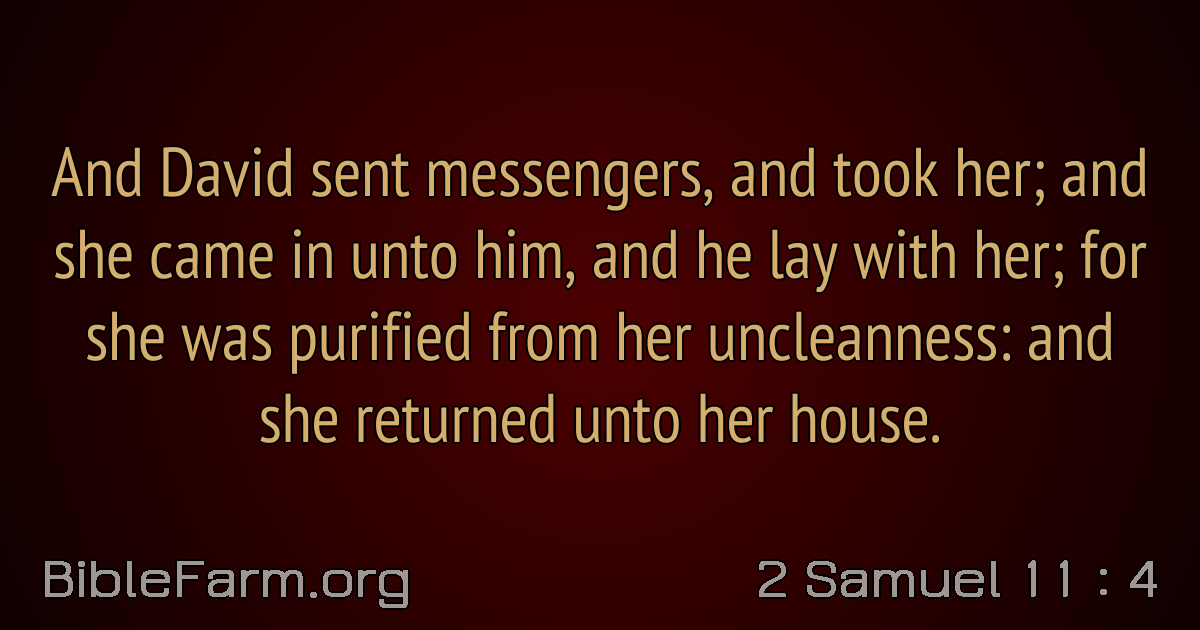 And David sent messengers, and took her; and
she came in unto him, and he lay with her; for
she was purified from her uncleanness: and
she returned unto her house.
BibleFarm.org
2 Samuel 11 : 4